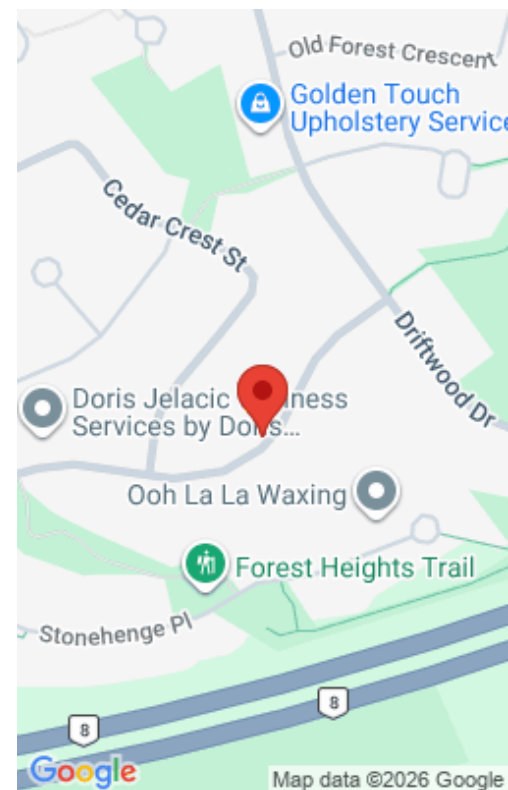 Old Forest Crescent
Golden Touch
Upholstery Service
Cedar Crest St
Driftwood Dr
Doris Jelacic
Services by Doris...
Ooh La La Waxing
Forest Heights Trail
Stonehenge Pl
8
8
Google
Map data ©2026 Google